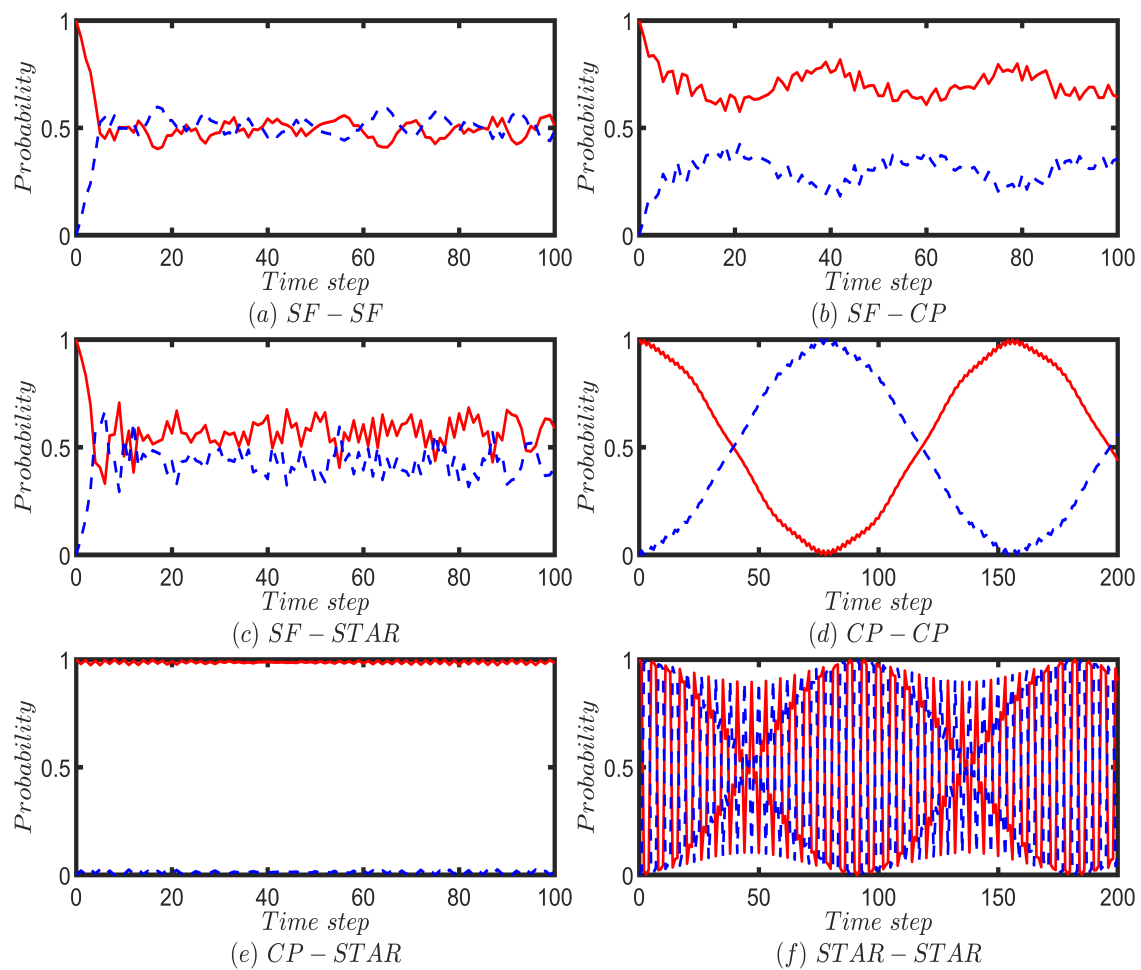 1
0.5
0
Probability
0 20 40 60 80 100
Time step
(a) SF − SF
1
0.5
0
Probability
0 20 40 60 80 100
Time step
(b) SF − CP
1
0.5
0
Probability
0 20 40 60 80 100
Time step
(c) SF − STAR
1
0.5
0
Probability
0 50 100 150 200
Time step
(d) CP − CP
1
0.5
0
Probability
0 20 40 60 80 100
Time step
(e) CP − STAR
1
0.5
0
Probability
0 50 100 150 200
Time step
(f) STAR − STAR